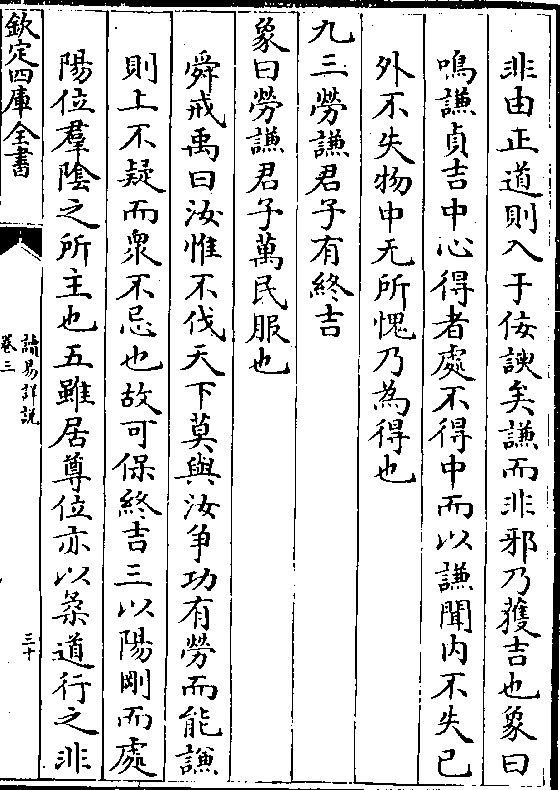 非由正道則入于佞諛矣謙而非邪乃獲吉也象曰
鳴謙貞吉中心得者處不得中而以謙聞内不失已
外不失物中无所愧乃為得也
九三勞謙君子有終吉
象曰勞謙君子萬民服也
舜戒禹曰汝惟不伐天下莫與汝爭功有勞而能謙
則上不疑而衆不忌也故可保終吉三以陽剛而處
陽位羣隂之所主也五雖居尊位亦以柔道行之非
欽定四庫全書
讀易詳説
卷三
三十